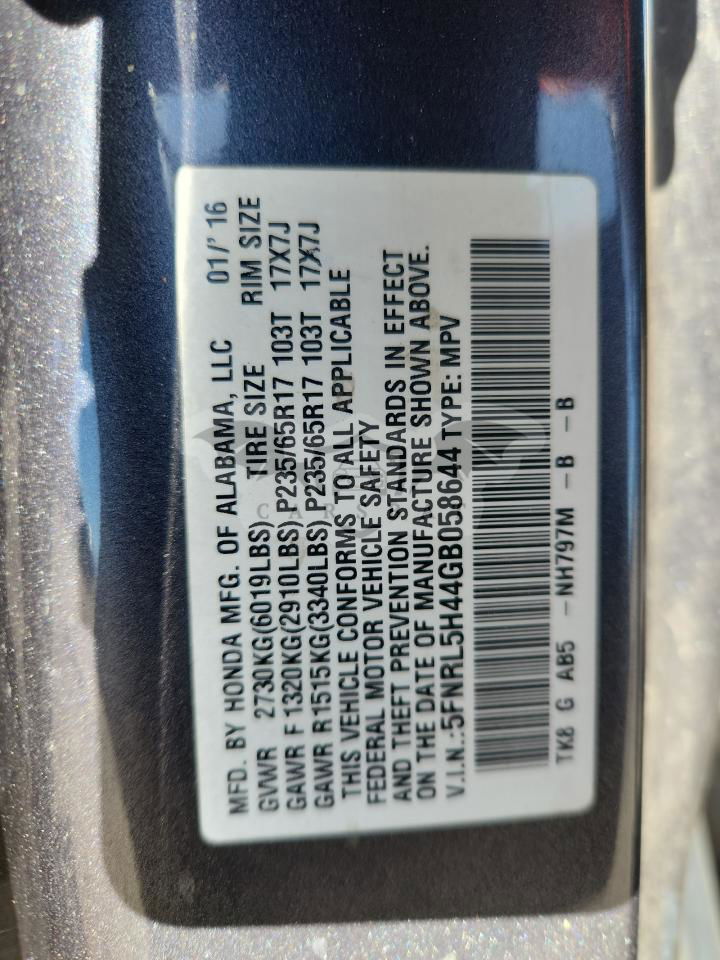 MFD. BY HONDA MFG. OF ALABAMA, LLC 01/'16
GVWR 2730KG(6019LBS) TIRE SIZE RIM SIZE
GAWR F 1320KG(2910LBS) P235/65R17 103T 17X7J
GAWR R1515KG(3340LBS) P235/65R17 103T 17X7J
THIS VEHICLE CONFORMS TO ALL APPLICABLE
FEDERAL MOTOR VEHICLE SAFETY
AND THEFT PREVENTION STANDARDS IN EFFECT
ON THE DATE OF MANUFACTURE SHOWN ABOVE.
V.I.N.:5FNRL5H44GB058644 TYPE: MPV
TK8 G AB5 -NH797M -B -B